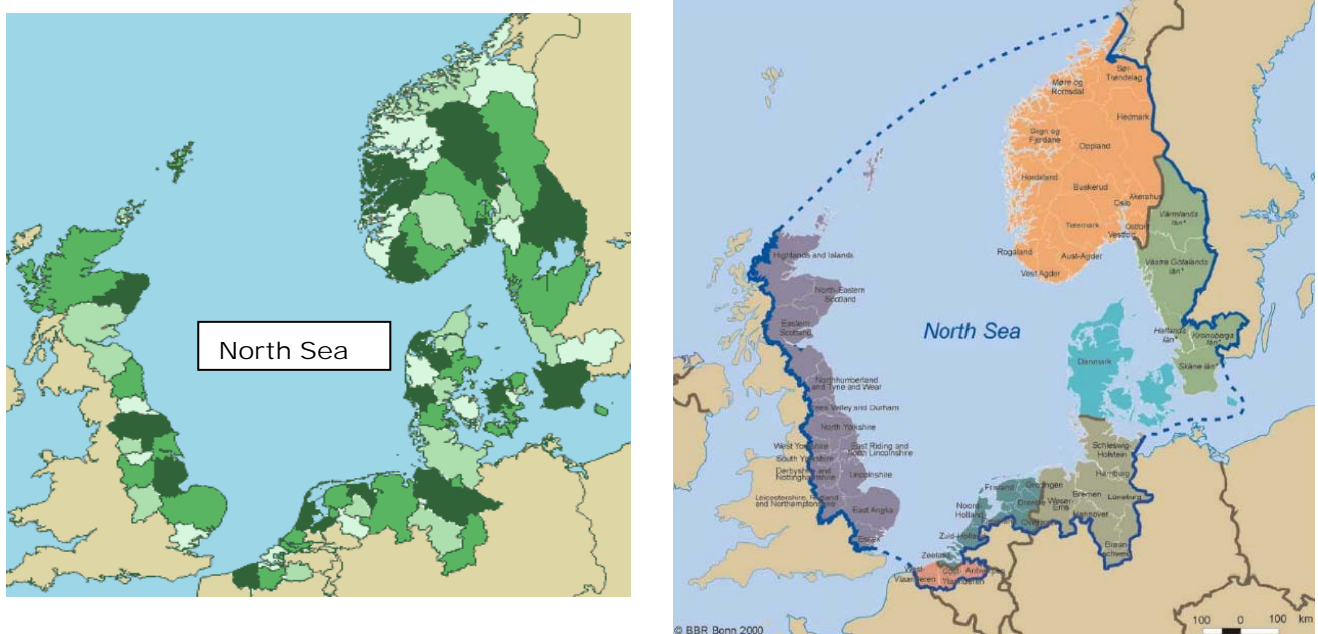 North Sea
Sør-
Trøndelag
Møre og
Romsdal
Hedmark
Sogn og
Fjordane
Oppland
Hordaland
Buskerud
Akershus
Oslo
Värmlands
län*
Telemark
Vestfold
Rogaland
Aust-Agder
Vest Agder
Västra Götalands
län*
Highlands and Islands
North-Eastern
Scotland
Eastern
Scotland
North Sea
Hallands
län*
Kronobergs
län*
Skåne län*
Danmark
Northumberland
and Tyne and Wear
Tees Valley and Durham
North Yorkshire
West Yorkshire
East Riding and
North Lincolnshire
South Yorkshire
Derbyshire and
Nottinghamshire
Lincolnshire
Leicestershire, Rutland
and Northamptonshire
East Anglia
Essex
Schleswig-
Holstein
Hamburg
Friesland
Groningen
Drenthe
Weser-
Ems
Bremen
Lüneburg
Noord-
Holland
Hannover
Zuid-Holland
Braun-
schweig
Zeeland
West-
Vlaanderen
Oost-
Vlaanderen
Antwerpen
© BBR Bonn 2000
100 0 100 km